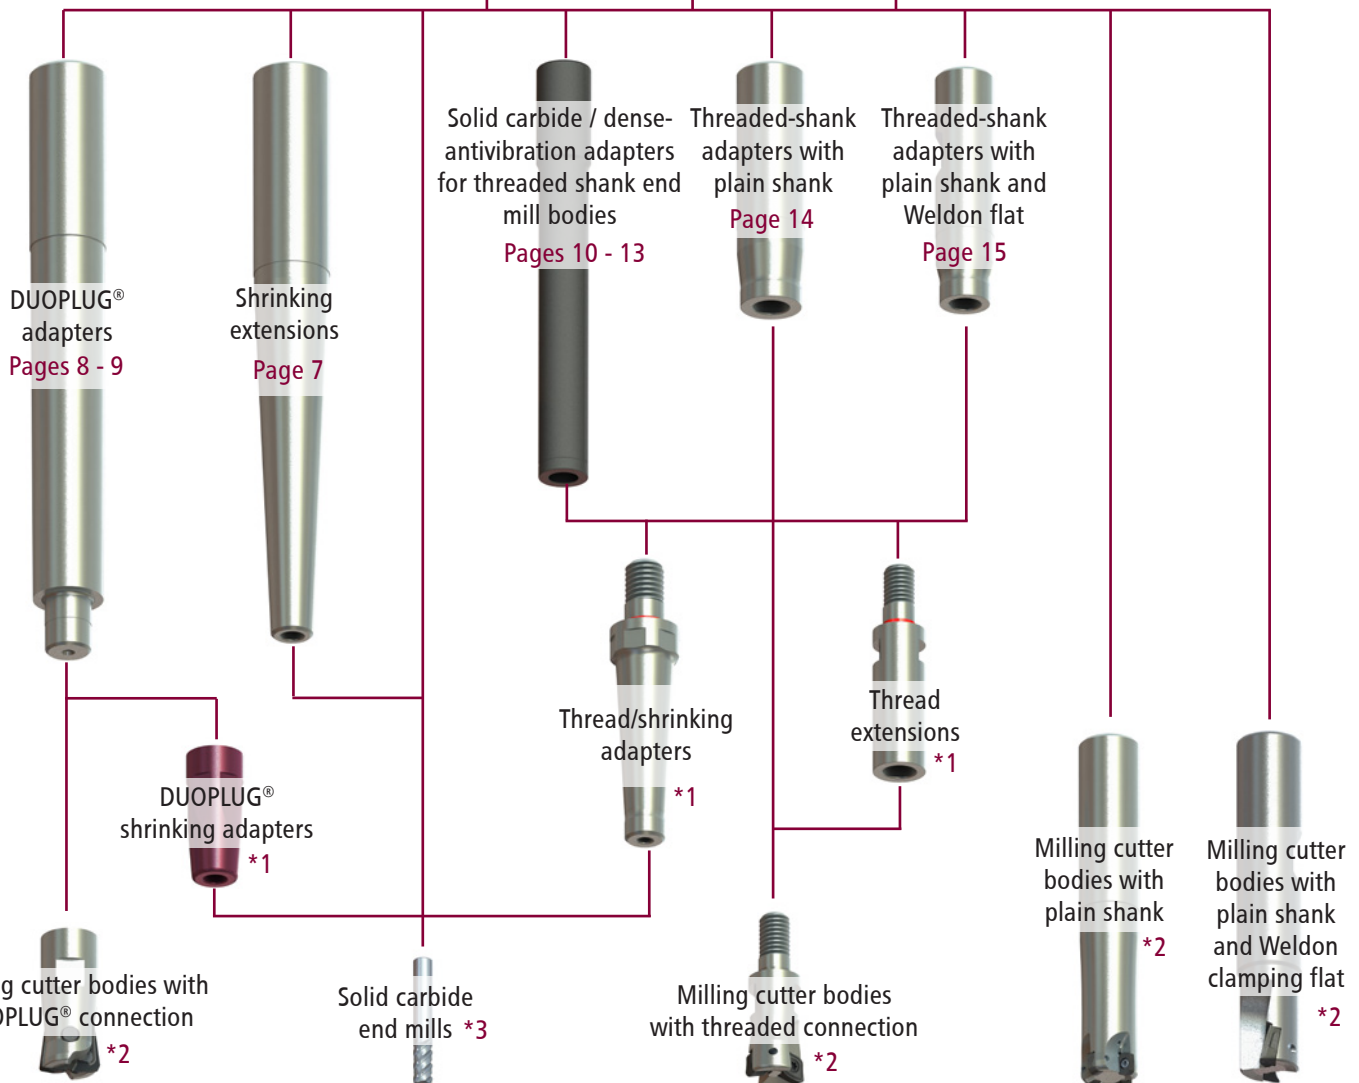 Solid carbide / dense-
antivibration adapters
for threaded shank end
mill bodies
Pages 10 - 13
Threaded-shank
adapters with
plain shank
Page 14
Threaded-shank
adapters with
plain shank and
Weldon flat
Page 15
DUOPLUG®
adapters
Pages 8 - 9
Shrinking
extensions
Page 7
Thread/shrinking
adapters
*1
Thread
extensions
*1
DUOPLUG®
shrinking adapters
*1
Milling cutter
bodies with
plain shank
*2
Milling cutter
bodies with
plain shank
and Weldon
clamping flat
*2
g cutter bodies with
OPLUG® connection
*2
Solid carbide
end mills *3
Milling cutter bodies
with threaded connection
*2